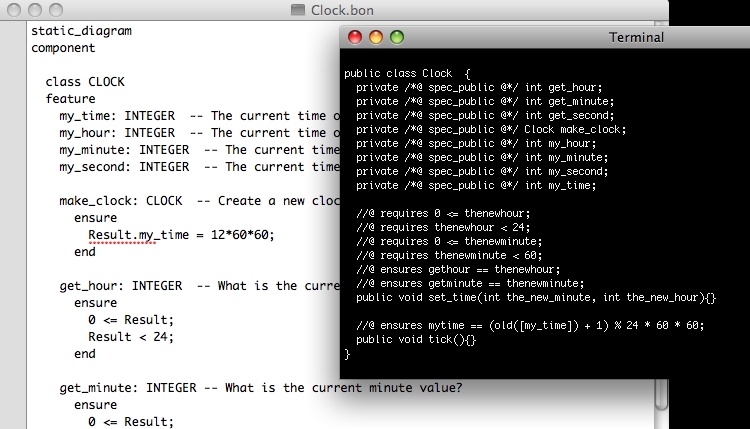 Clock.bon
static_diagram
component
class CLOCK
feature
my_time: INTEGER -- The current time o
my_hour: INTEGER -- The current time o
my_minute: INTEGER -- The current time
my_second: INTEGER -- The current time
make_clock: CLOCK -- Create a new cloc
ensure
Result.my_time = 12*60*60;
end
get_hour: INTEGER -- What is the curre
ensure
0 <= Result;
Result < 24;
end
get_minute: INTEGER -- What is the current minute value?
ensure
0 <= Result;
Terminal
public class Clock {
private /*@ spec_public @*/ int get_hour;
private /*@ spec_public @*/ int get_minute;
private /*@ spec_public @*/ int get_second;
private /*@ spec_public @*/ Clock make_clock;
private /*@ spec_public @*/ int my_hour;
private /*@ spec_public @*/ int my_minute;
private /*@ spec_public @*/ int my_second;
private /*@ spec_public @*/ int my_time;
//@ requires 0 <= thenewhour;
//@ requires thenewhour < 24;
//@ requires 0 <= thenewminute;
//@ requires thenewminute < 60;
//@ ensures gethour == thenewhour;
//@ ensures getminute == thenewminute;
public void set_time(int the_new_minute, int the_new_hour){}
//@ ensures mytime == (old([my_time]) + 1) % 24 * 60 * 60;
public void tick(){}
}